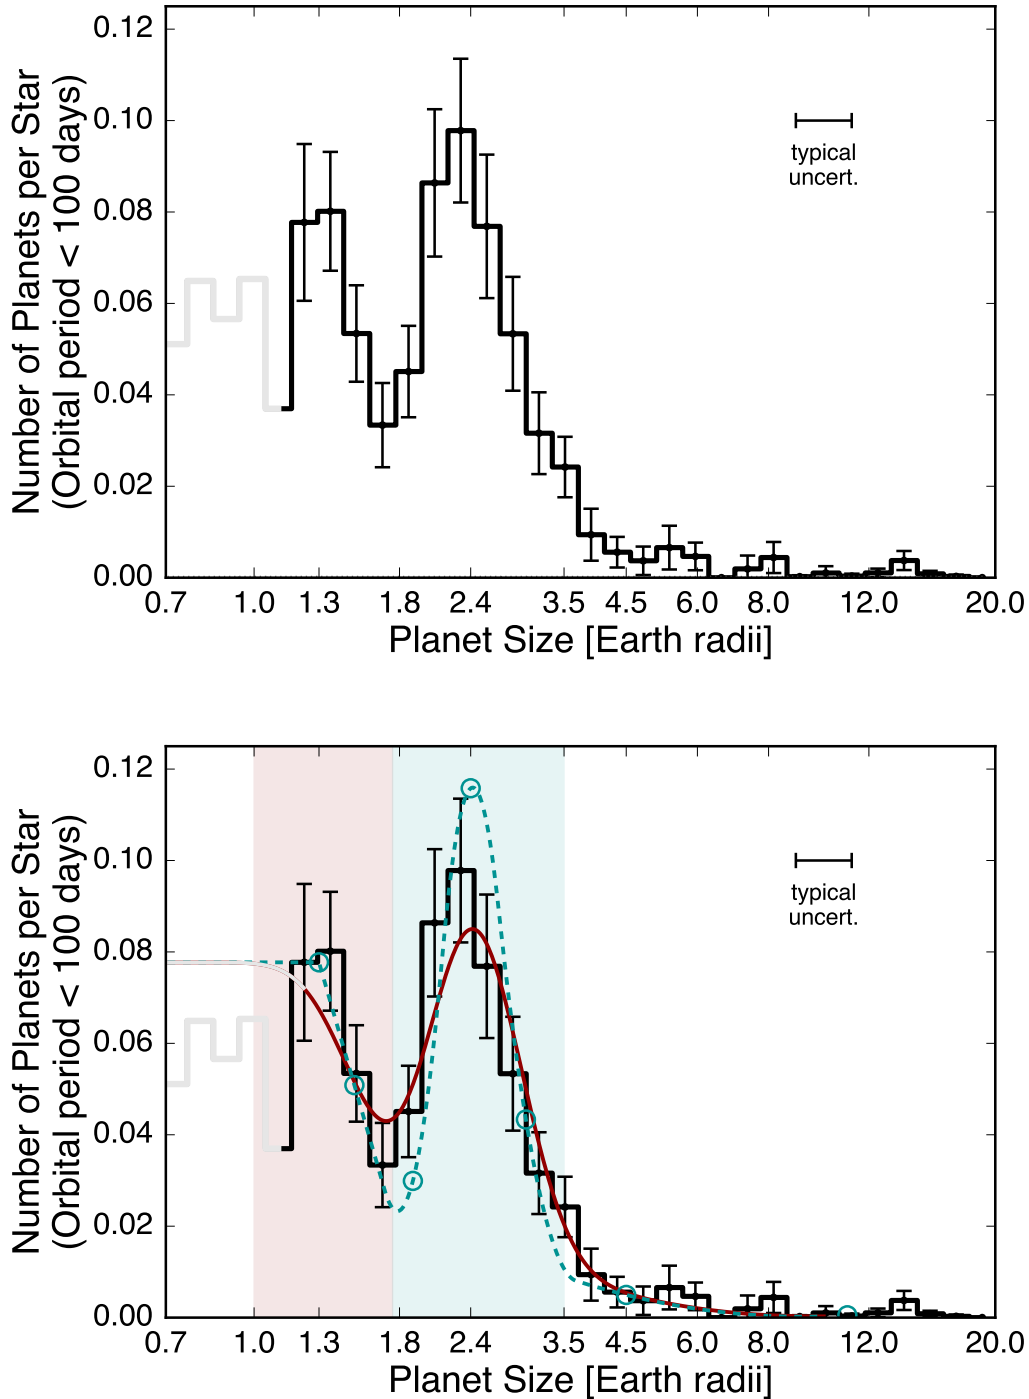 Number of Planets per Star
(Orbital period < 100 days)
0.12
0.10
0.08
0.06
0.04
0.02
0.00
typical
uncert.
0.7 1.0 1.3 1.8 2.4 3.5 4.5 6.0 8.0 12.0 20.0
Planet Size [Earth radii]
Number of Planets per Star
(Orbital period < 100 days)
0.12
0.10
0.08
0.06
0.04
0.02
0.00
typical
uncert.
0.7 1.0 1.3 1.8 2.4 3.5 4.5 6.0 8.0 12.0 20.0
Planet Size [Earth radii]